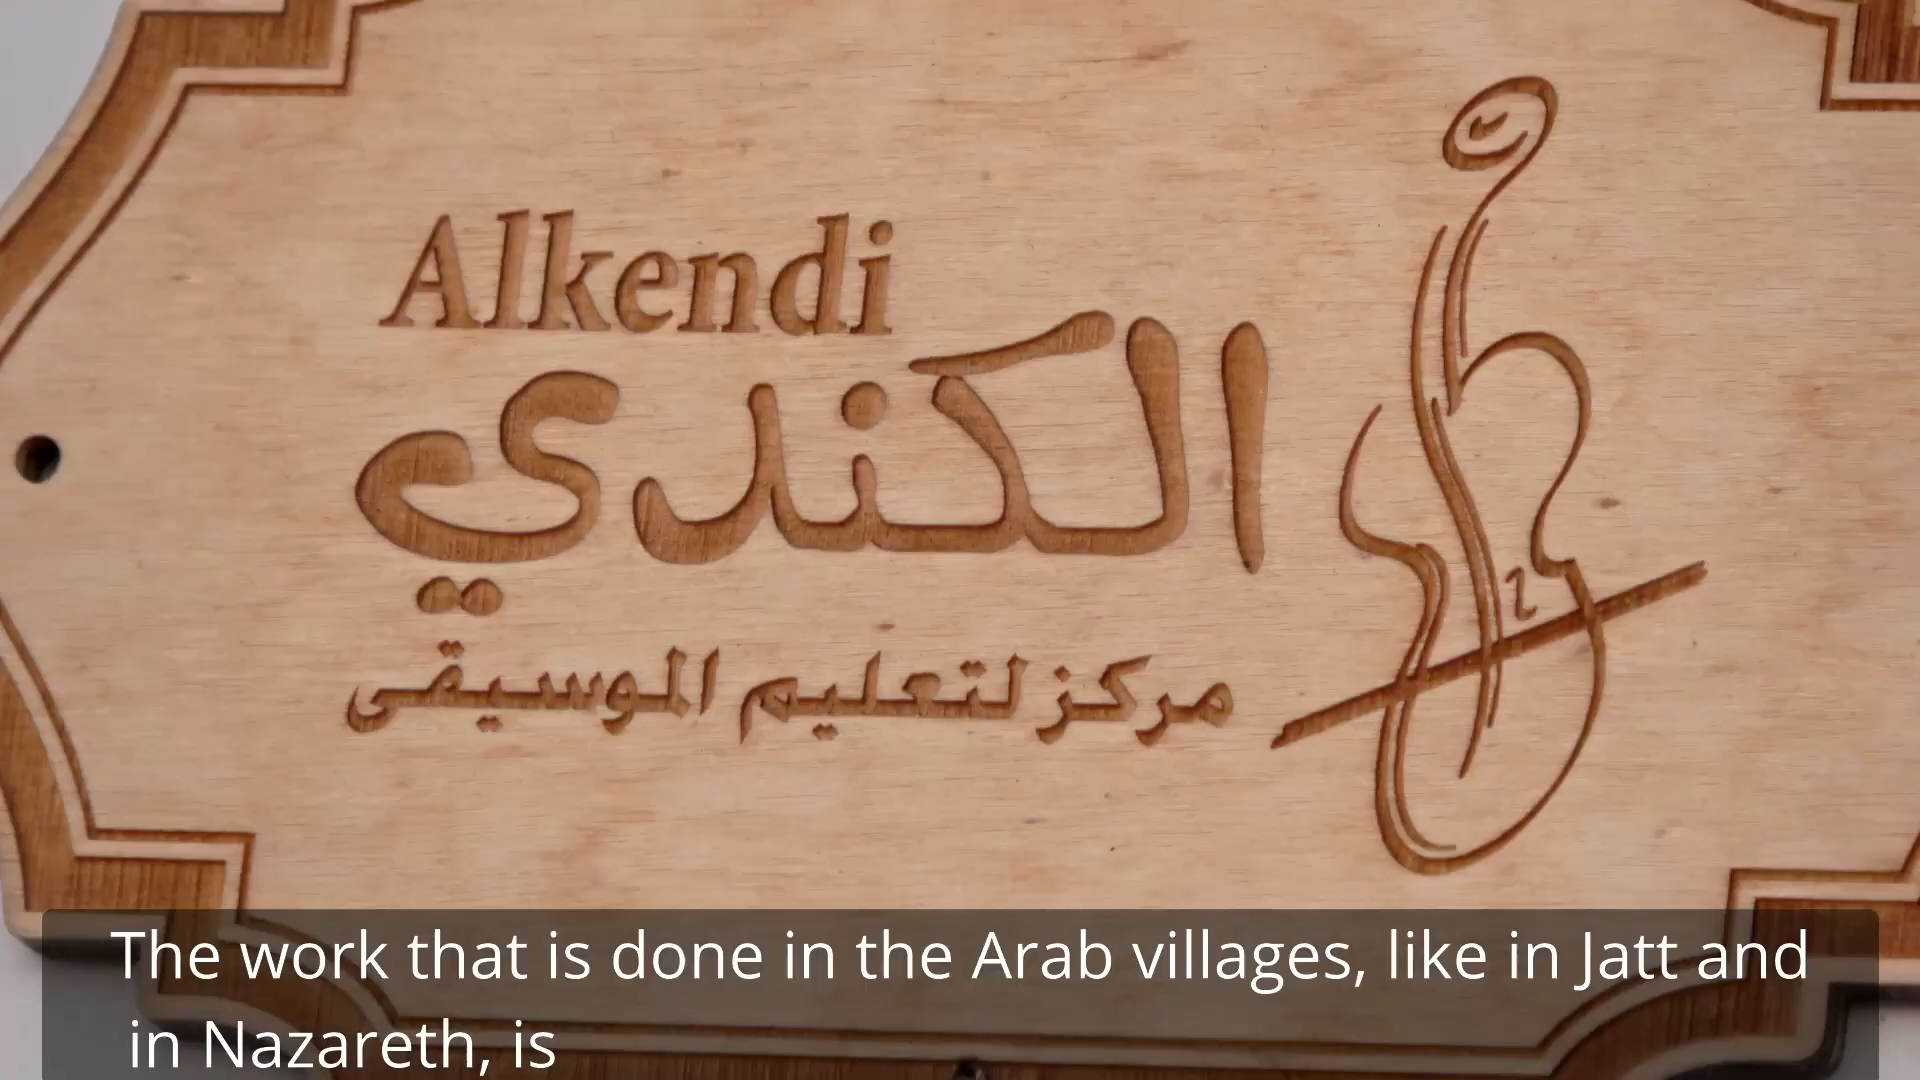 Alkendi
الكندي
مركز لتعليم الموسيقى
The work that is done in the Arab villages, like in Jatt and
in Nazareth, is